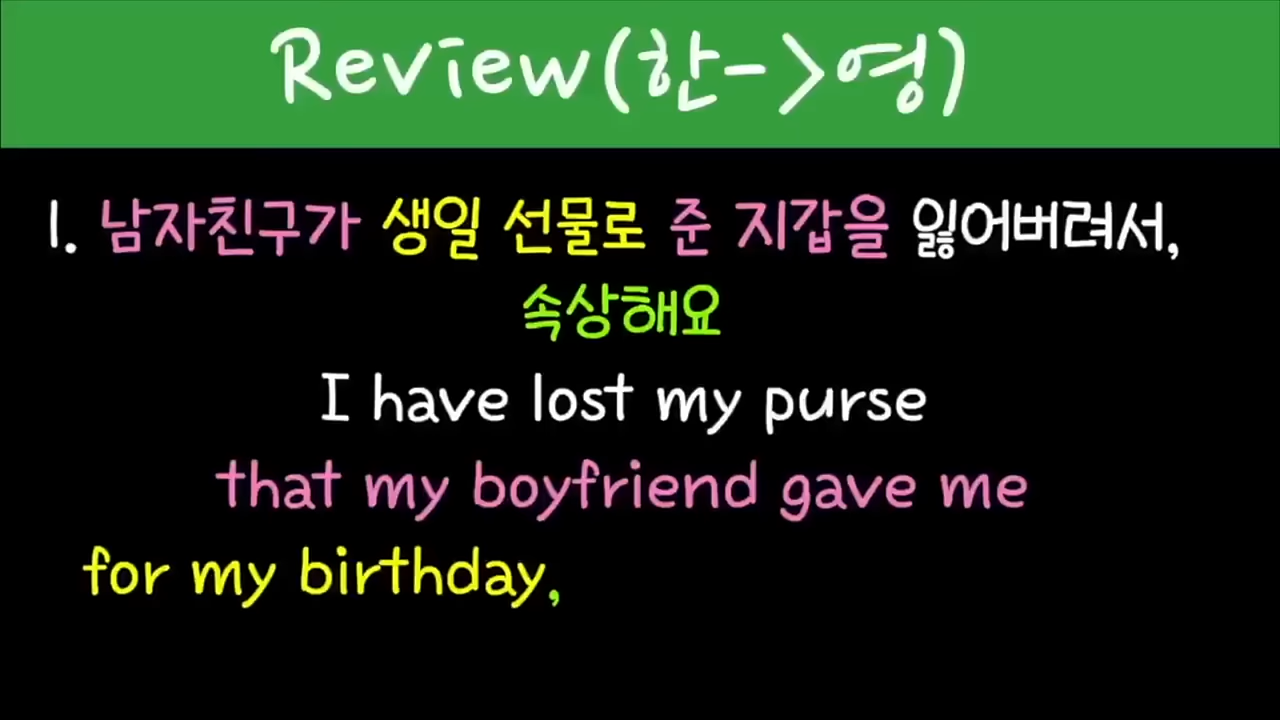 Review(한->영)
1. 남자친구가 생일 선물로 준 지갑을 잃어버려서,
속상해요
I have lost my purse
that my boyfriend gave me
for my birthday,